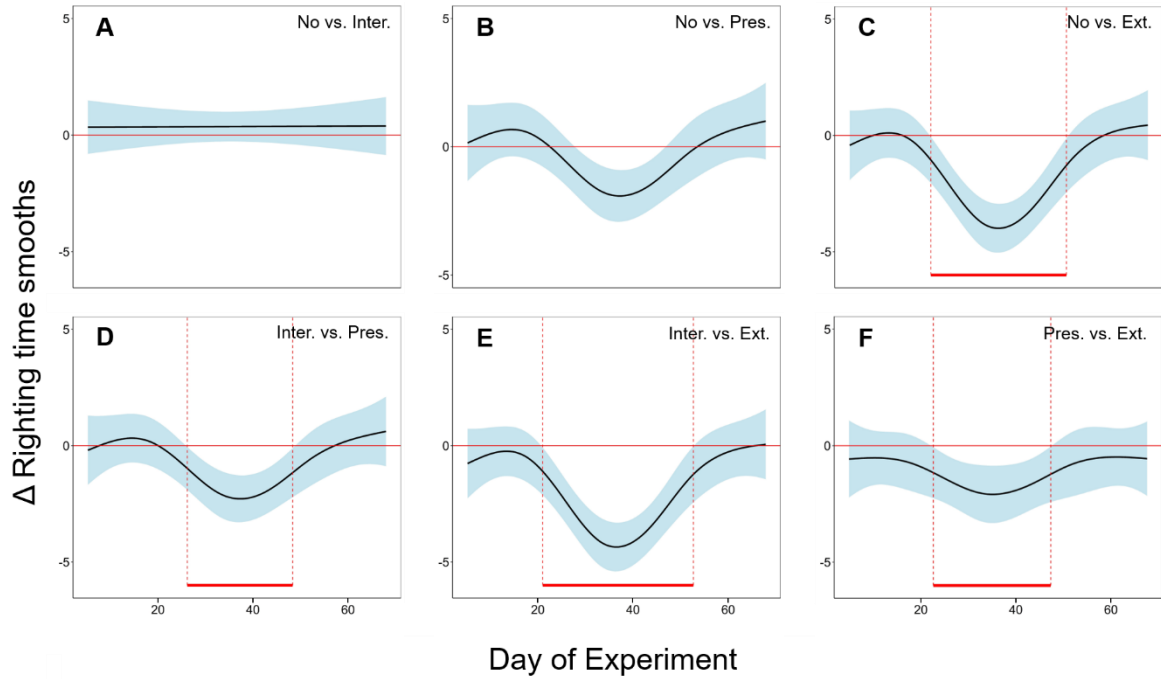 A No vs. Inter.
5
0
-5
B No vs. Pres.
5
0
-5
C No vs. Ext.
5
0
-5
D Inter. vs. Pres.
5
0
-5
20 40 60
E Inter. vs. Ext.
5
0
-5
20 40 60
F Pres. vs. Ext.
5
0
-5
20 40 60
Δ Righting time smooths
Day of Experiment